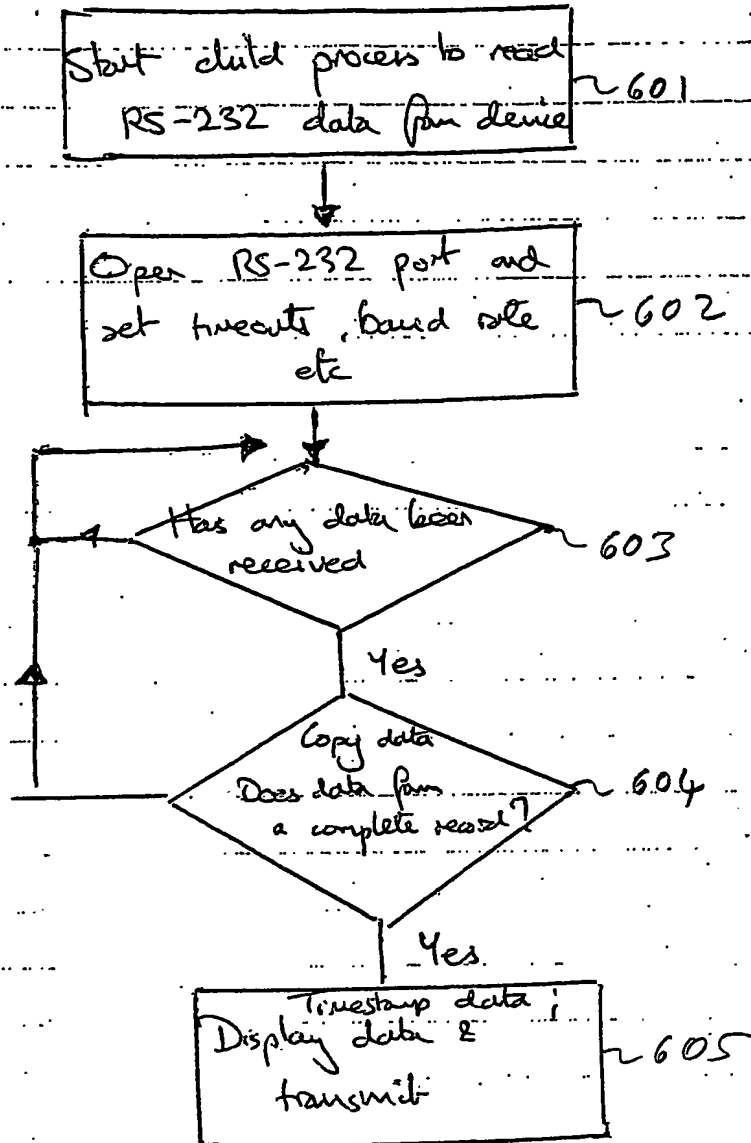 Start child process to read
RS-232 data from device
601
Open RS-232 port and
set timeouts, baud rate
etc
602
Has any data been
received
603
Yes
Copy data
Does data form
a complete record?
604
Yes
Timestamp data;
Display data &
transmit
605